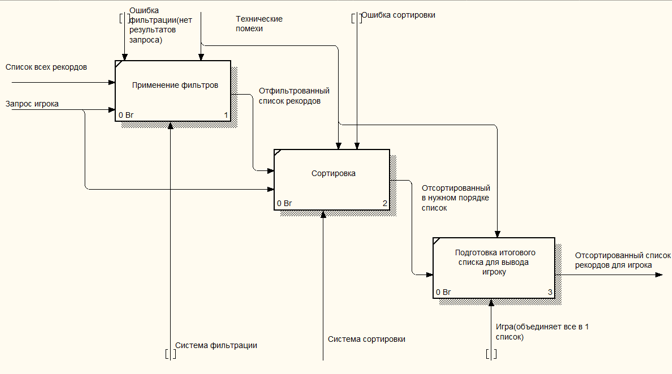 Ошибка
фильтрации(нет
результатов
запроса)
Технические
помехи
Ошибка сортировки
Список всех рекордов
Запрос игрока
Применение фильтров
0 Вг
1
Отфильтрованный
список рекордов
Сортировка
0 Вг
2
Отсортированный
в нужном порядке
список
Подготовка итогового
списка для вывода
игроку
0 Вг
3
Отсортированный список
рекордов для игрока
Система фильтрации
Система сортировки
Игра(объединяет все в 1
список)